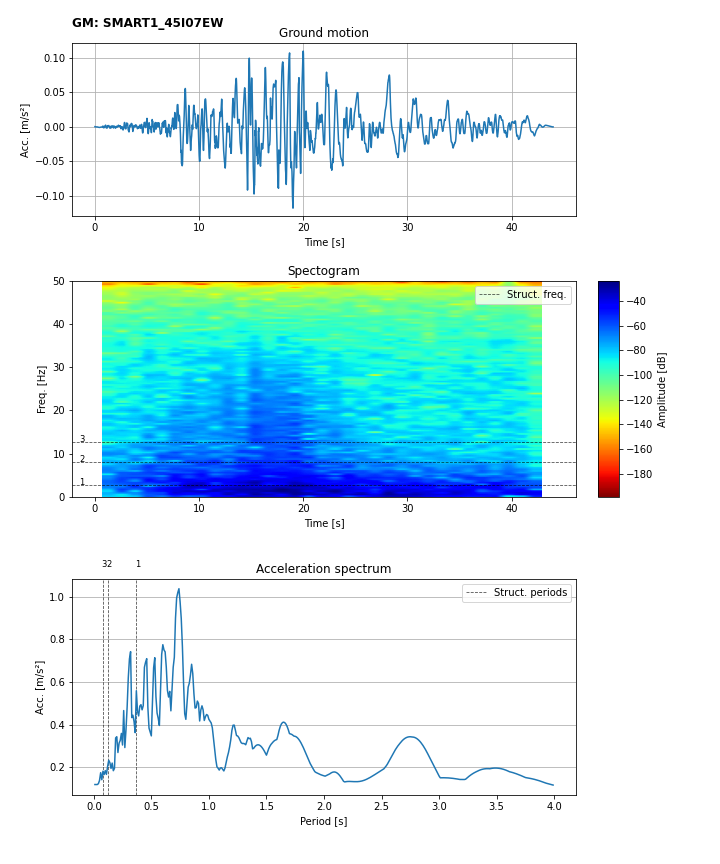 GM: SMART1_45I07EW
Ground motion
0.10
0.05
0.00
−0.05
−0.10
Acc. [m/s²]
0 10 20 30 40
Time [s]
Spectogram
50
40
30
20
10
0
Freq. [Hz]
Struct. freq.
3
2
1
0 10 20 30 40
Time [s]
−40
−60
−80
−100
−120
−140
−160
−180
Amplitude [dB]
32 1
Acceleration spectrum
1.0
0.8
0.6
0.4
0.2
Acc. [m/s²]
Struct. periods
0.0 0.5 1.0 1.5 2.0 2.5 3.0 3.5 4.0
Period [s]